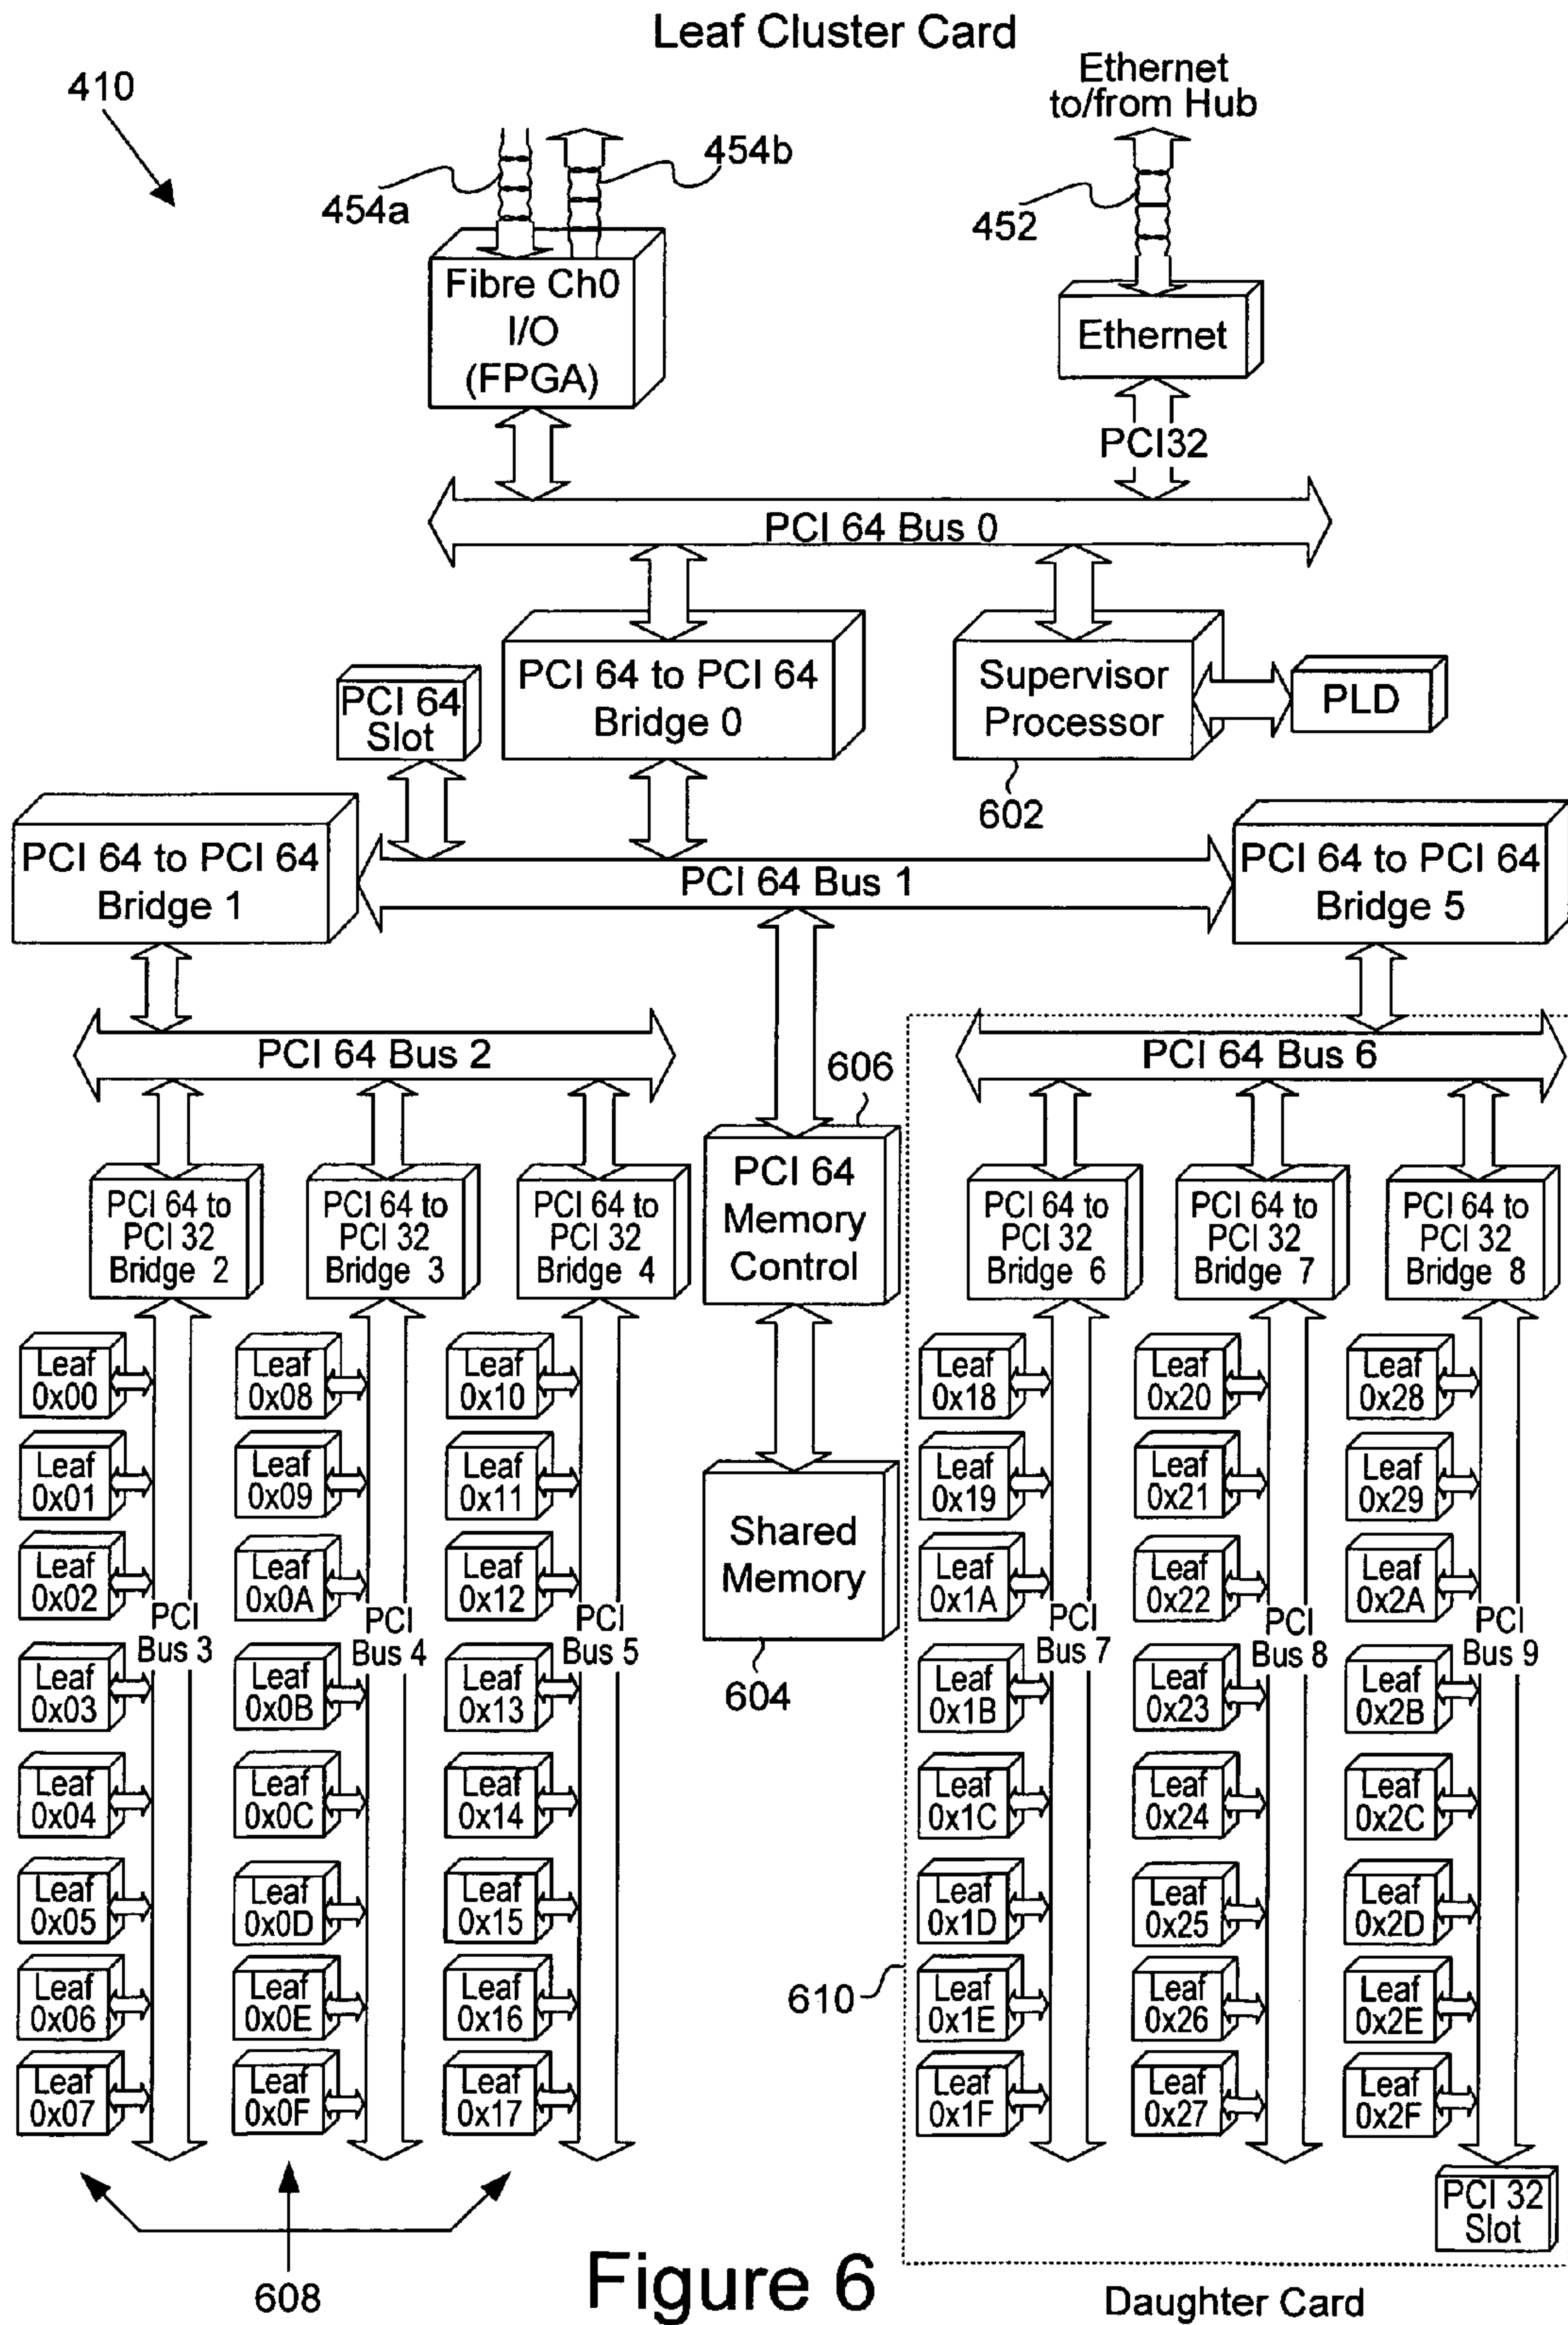 Leaf Cluster Card
410
Ethernet
to/from Hub
454a
454b
452
Fibre Ch0
I/O
(FPGA)
Ethernet
PCI32
PCI 64 Bus 0
PCI 64
Slot
PCI 64 to PCI 64
Bridge 0
Supervisor
Processor
PLD
602
PCI 64 to PCI 64
Bridge 1
PCI 64 Bus 1
PCI 64 to PCI 64
Bridge 5
PCI 64 Bus 2
PCI 64 Bus 6
606
PCI 64 to
PCI 32
Bridge 2
PCI 64 to
PCI 32
Bridge 3
PCI 64 to
PCI 32
Bridge 4
PCI 64
Memory
Control
PCI 64 to
PCI 32
Bridge 6
PCI 64 to
PCI 32
Bridge 7
PCI 64 to
PCI 32
Bridge 8
Leaf
0x00
Leaf
0x01
Leaf
0x02
Leaf
0x03
Leaf
0x04
Leaf
0x05
Leaf
0x06
Leaf
0x07
PCI
Bus 3
Leaf
0x08
Leaf
0x09
Leaf
0x0A
Leaf
0x0B
Leaf
0x0C
Leaf
0x0D
Leaf
0x0E
Leaf
0x0F
PCI
Bus 4
Leaf
0x10
Leaf
0x11
Leaf
0x12
Leaf
0x13
Leaf
0x14
Leaf
0x15
Leaf
0x16
Leaf
0x17
PCI
Bus 5
Shared
Memory
604
Leaf
0x18
Leaf
0x19
Leaf
0x1A
Leaf
0x1B
Leaf
0x1C
Leaf
0x1D
Leaf
0x1E
Leaf
0x1F
PCI
Bus 7
Leaf
0x20
Leaf
0x21
Leaf
0x22
Leaf
0x23
Leaf
0x24
Leaf
0x25
Leaf
0x26
Leaf
0x27
PCI
Bus 8
Leaf
0x28
Leaf
0x29
Leaf
0x2A
Leaf
0x2B
Leaf
0x2C
Leaf
0x2D
Leaf
0x2E
Leaf
0x2F
PCI
Bus 9
610
PCI 32
Slot
608
Figure 6
Daughter Card